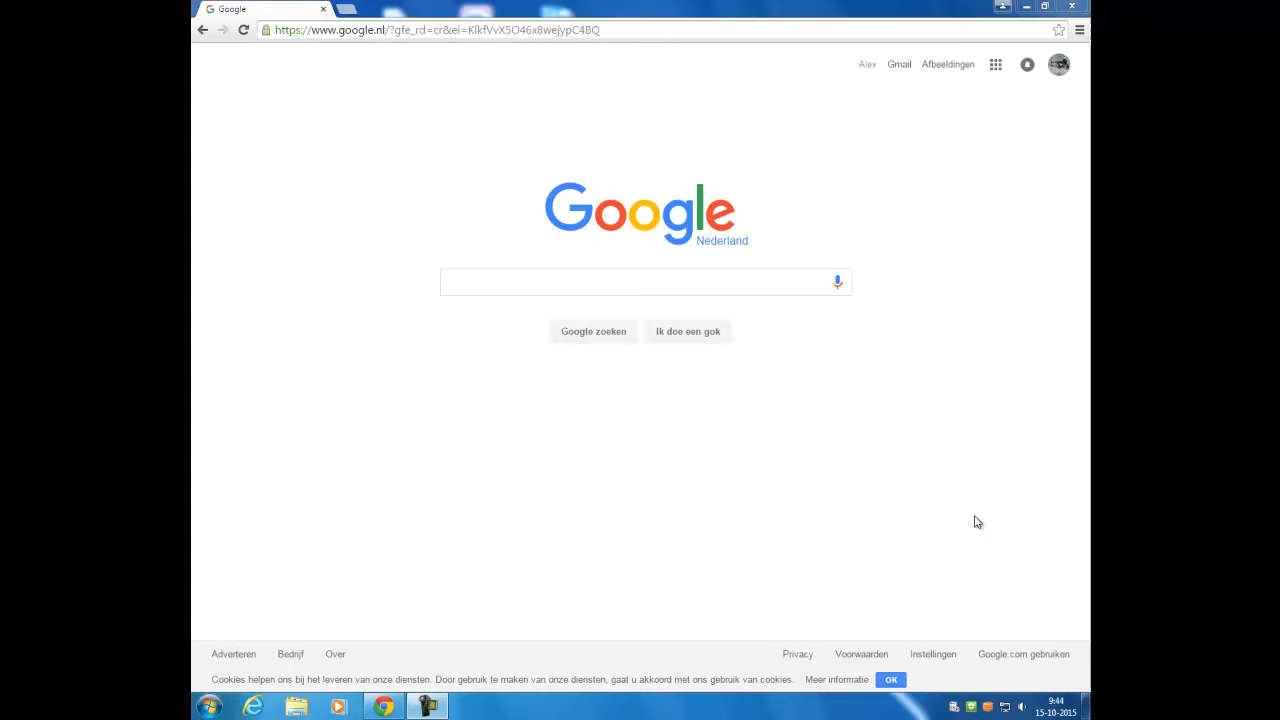 Google
https://www.google.nl/?gfe_rd=cr&ei=KlkfVvX5O46x8wejypC4BQ
Alex Gmail Afbeeldingen
Google
Nederland
Google zoeken Ik doe een gok
Adverteren Bedrijf Over Privacy Voorwaarden Instellingen Google.com gebruiken
Cookies helpen ons bij het leveren van onze diensten. Door gebruik te maken van onze diensten, gaat u akkoord met ons gebruik van cookies. Meer informatie OK
9:44
15-10-2015